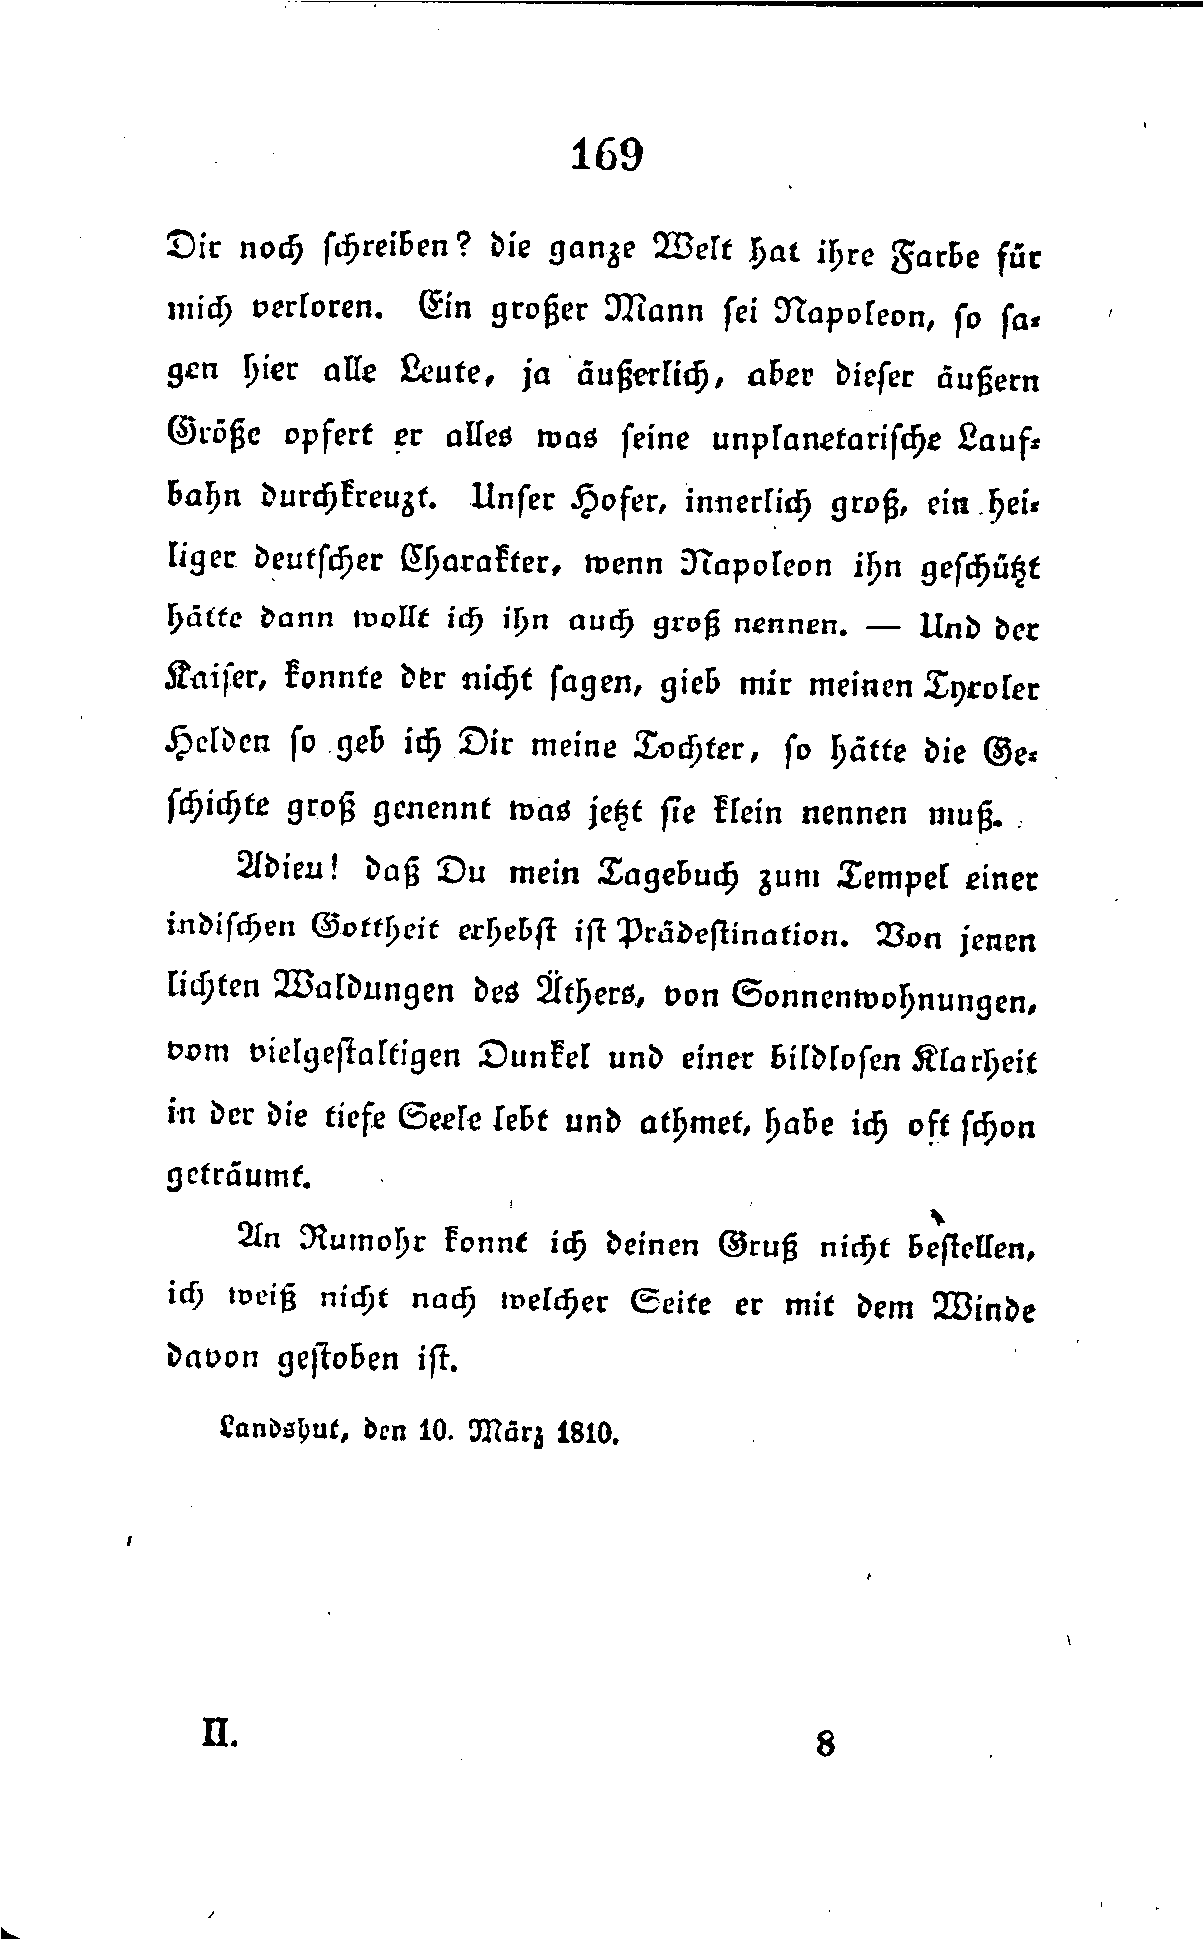 169
Dir noch schreiben? die ganze Welt hat ihre Farbe für
mich verloren. Ein großer Mann sei Napoleon, so sa-
gen hier alle Leute, ja äußerlich, aber dieser äußern
Größe opfert er alles was seine unplanetarische Lauf-
bahn durchkreuzt. Unser Hofer, innerlich groß, ein hei-
liger deutscher Charakter, wenn Napoleon ihn geschützt
hätte dann wollt ich ihn auch groß nennen. — Und der
Kaiser, konnte der nicht sagen, gieb mir meinen Tyroler
Helden so geb ich Dir meine Tochter, so hätte die Ge-
schichte groß genennt was jetzt sie klein nennen muß.
Adieu! daß Du mein Tagebuch zum Tempel einer
indischen Gottheit erhebst ist Prädestination. Von jenen
lichten Waldungen des Äthers, von Sonnenwohnungen,
vom vielgestaltigen Dunkel und einer bildlosen Klarheit
in der die tiefe Seele lebt und athmet, habe ich oft schon
geträumt.
An Rumohr konnt ich deinen Gruß nicht bestellen,
ich weiß nicht nach welcher Seite er mit dem Winde
davon gestoben ist.
Landshut, den 10. März 1810.
II. 8